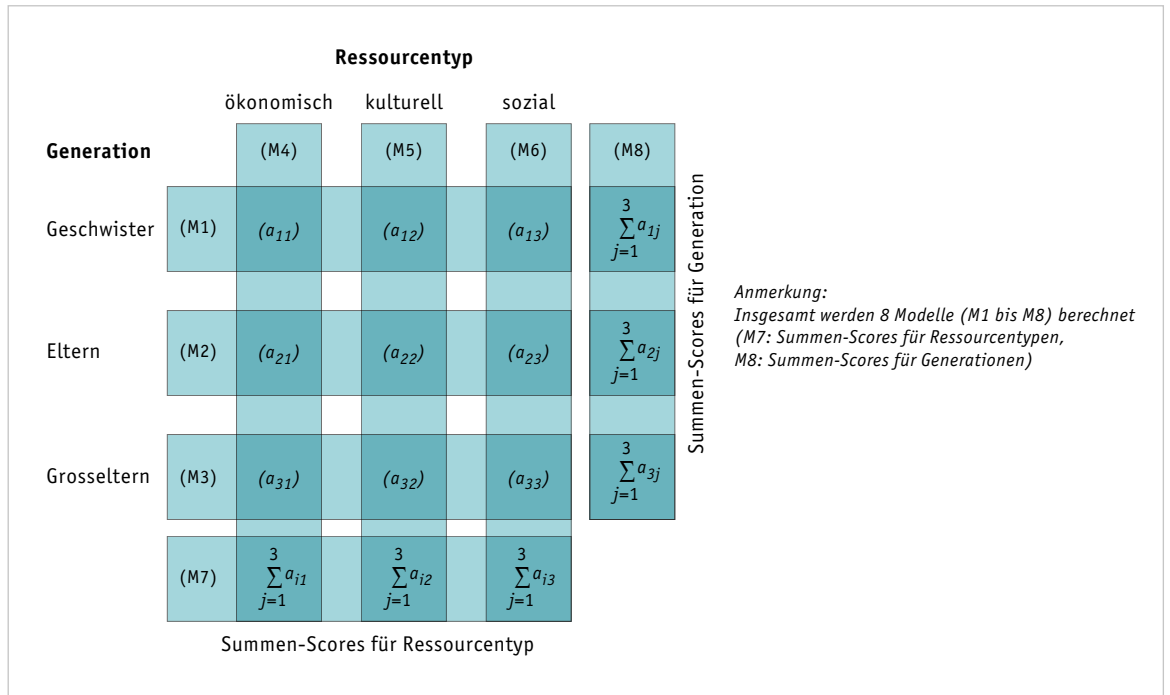 Ressourcentyp
ökonomisch kulturell sozial
Generation (M4) (M5) (M6) (M8)
Geschwister (M1) (a11) (a12) (a13) 3 ∑ a1j j=1
Eltern (M2) (a21) (a22) (a23) 3 ∑ a2j j=1
Grosseltern (M3) (a31) (a32) (a33) 3 ∑ a3j j=1
(M7) 3 ∑ ai1 j=1 3 ∑ ai2 j=1 3 ∑ ai3 j=1
Summen-Scores für Ressourcentyp
Summen-Scores für Generation
Anmerkung:
Insgesamt werden 8 Modelle (M1 bis M8) berechnet
(M7: Summen-Scores für Ressourcentypen,
M8: Summen-Scores für Generationen)